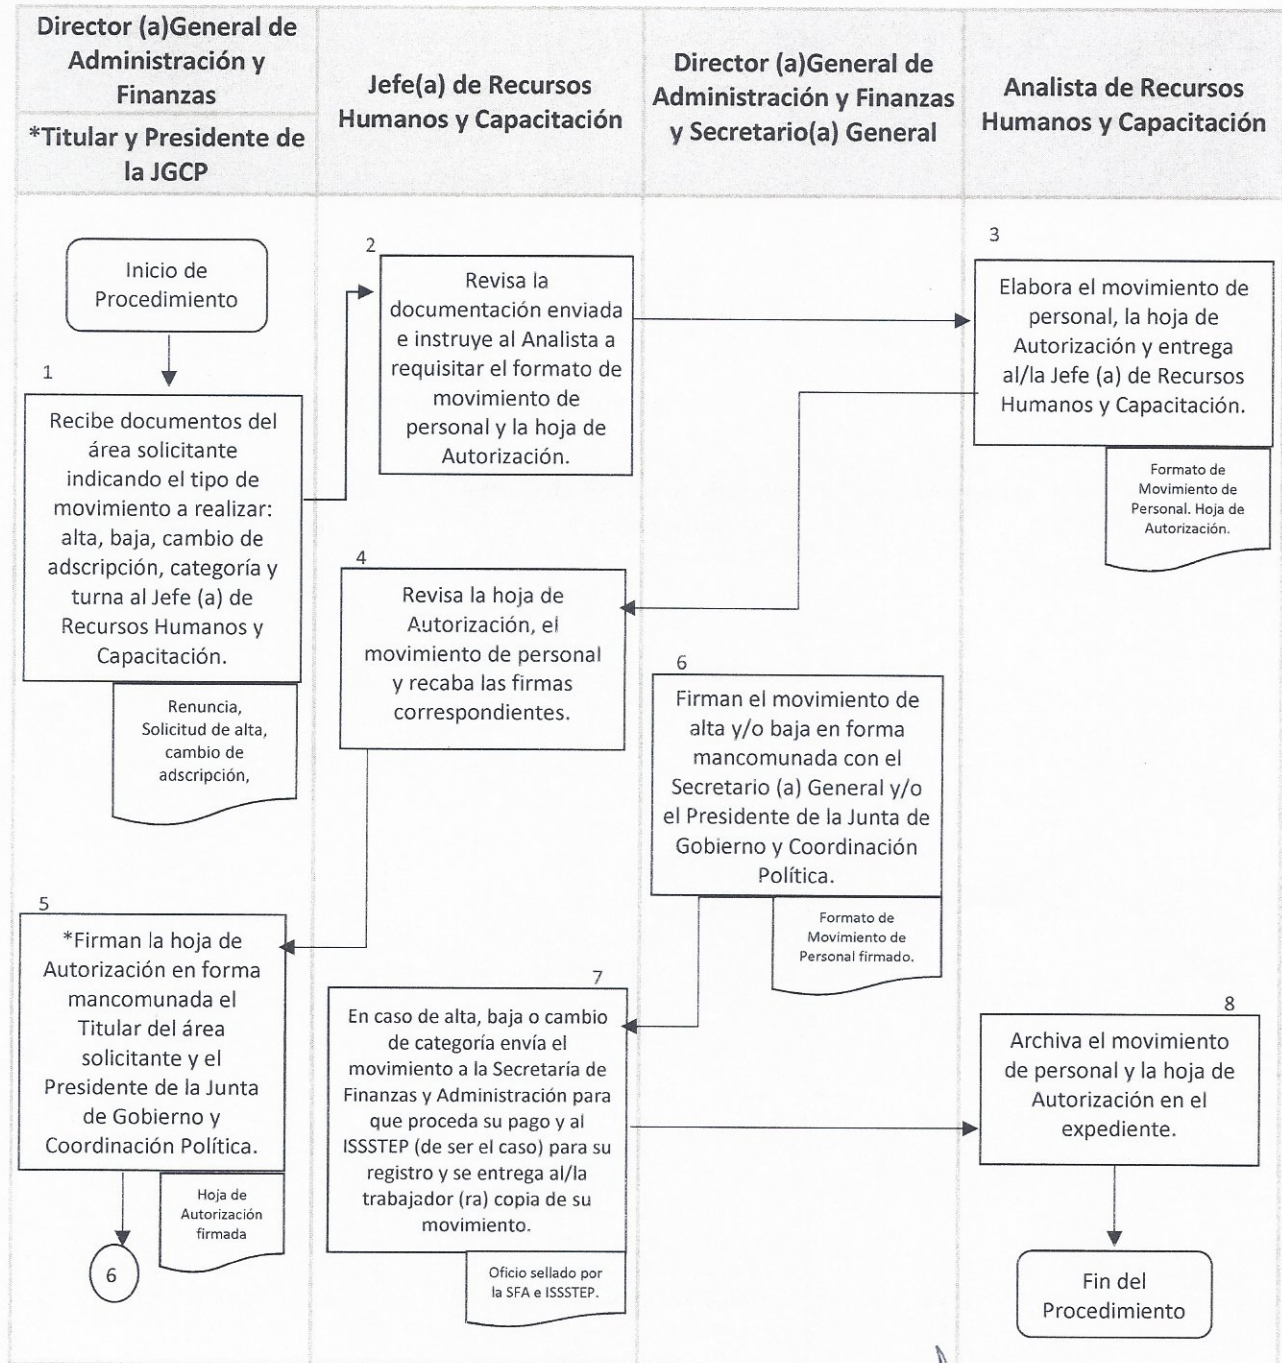 Director (a)General de
Administración y
Finanzas
*Titular y Presidente de
la JGCP
Jefe(a) de Recursos
Humanos y Capacitación
Director (a)General de
Administración y Finanzas
y Secretario(a) General
Analista de Recursos
Humanos y Capacitación
Inicio de
Procedimiento
1
Recibe documentos del
área solicitante
indicando el tipo de
movimiento a realizar:
alta, baja, cambio de
adscripción, categoría y
turna al Jefe (a) de
Recursos Humanos y
Capacitación.
Renuncia,
Solicitud de alta,
cambio de
adscripción,
2
Revisa la
documentación enviada
e instruye al Analista a
requisitar el formato de
movimiento de
personal y la hoja de
Autorización.
3
Elabora el movimiento de
personal, la hoja de
Autorización y entrega
al/la Jefe (a) de Recursos
Humanos y Capacitación.
Formato de
Movimiento de
Personal. Hoja de
Autorización.
4
Revisa la hoja de
Autorización, el
movimiento de personal
y recaba las firmas
correspondientes.
5
*Firman la hoja de
Autorización en forma
mancomunada el
Titular del área
solicitante y el
Presidente de la Junta
de Gobierno y
Coordinación Política.
Hoja de
Autorización
firmada
6
6
Firman el movimiento de
alta y/o baja en forma
mancomunada con el
Secretario (a) General y/o
el Presidente de la Junta de
Gobierno y Coordinación
Política.
Formato de
Movimiento de
Personal firmado.
7
En caso de alta, baja o cambio
de categoría envía el
movimiento a la Secretaría de
Finanzas y Administración para
que proceda su pago y al
ISSSTEP (de ser el caso) para su
registro y se entrega al/la
trabajador (ra) copia de su
movimiento.
Oficio sellado por
la SFA e ISSSTEP.
8
Archiva el movimiento
de personal y la hoja de
Autorización en el
expediente.
Fin del
Procedimiento